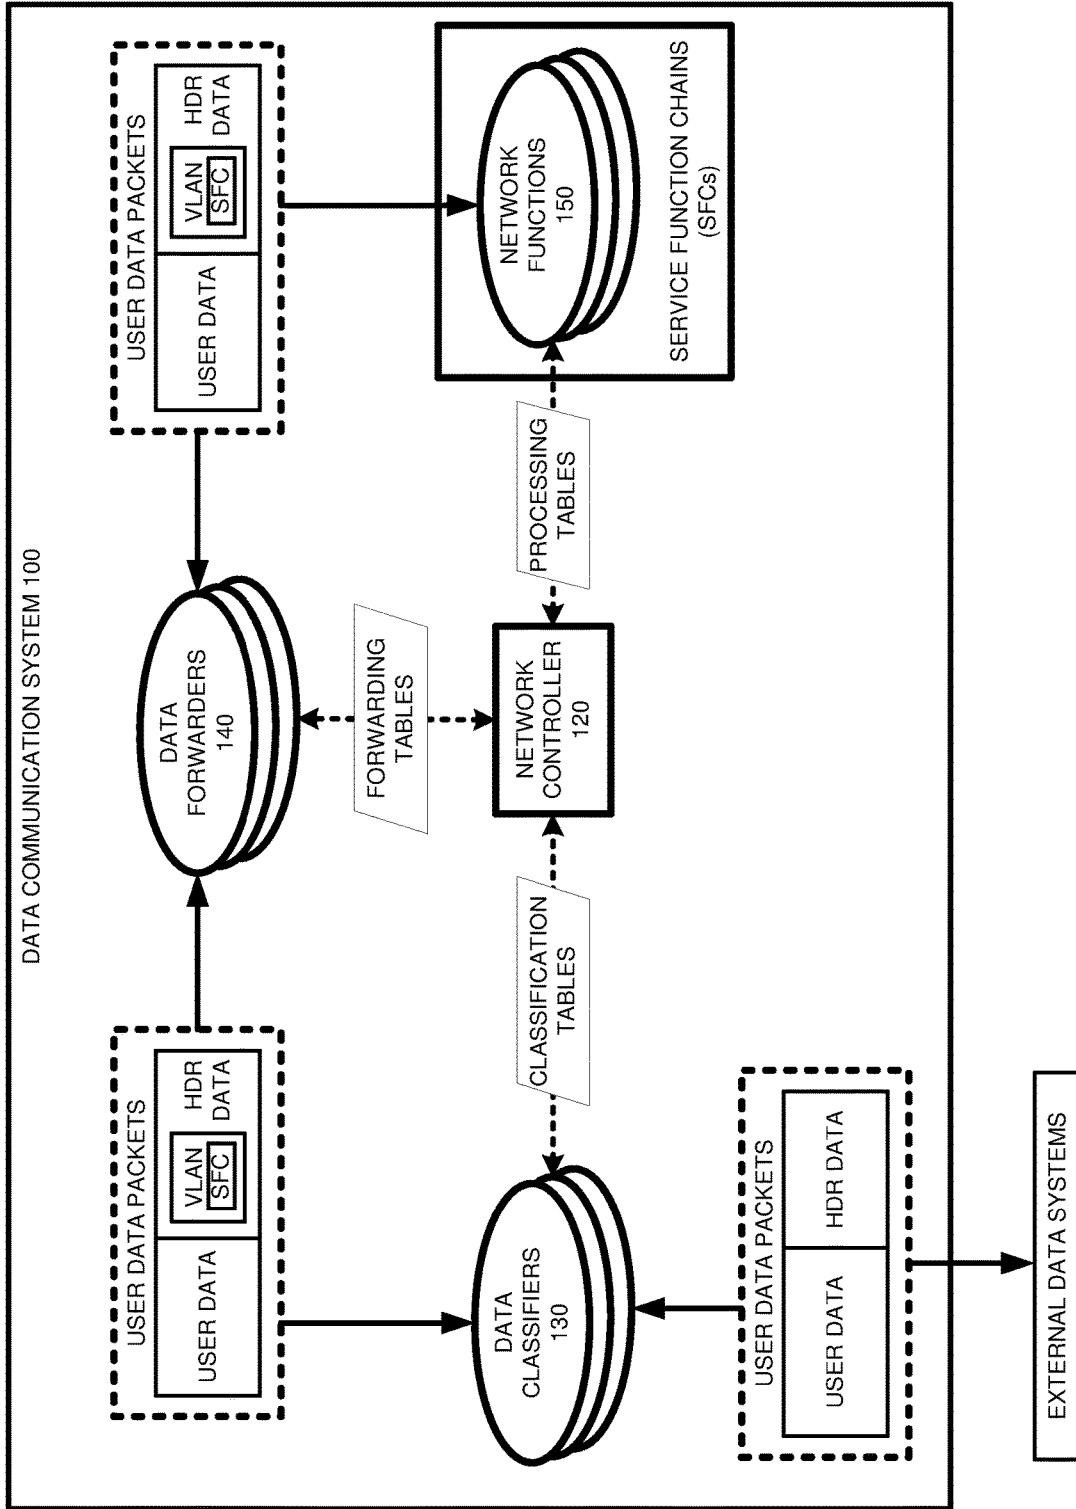 DATA COMMUNICATION SYSTEM 100
USER DATA PACKETS
USER DATA
VLAN
SFC
HDR
DATA
DATA
FORWARDERS
140
USER DATA PACKETS
USER DATA
VLAN
SFC
HDR
DATA
FORWARDING
TABLES
DATA
CLASSIFIERS
130
CLASSIFICATION
TABLES
NETWORK
CONTROLLER
120
PROCESSING
TABLES
NETWORK
FUNCTIONS
150
SERVICE FUNCTION CHAINS
(SFCs)
USER DATA PACKETS
USER DATA
HDR DATA
EXTERNAL DATA SYSTEMS